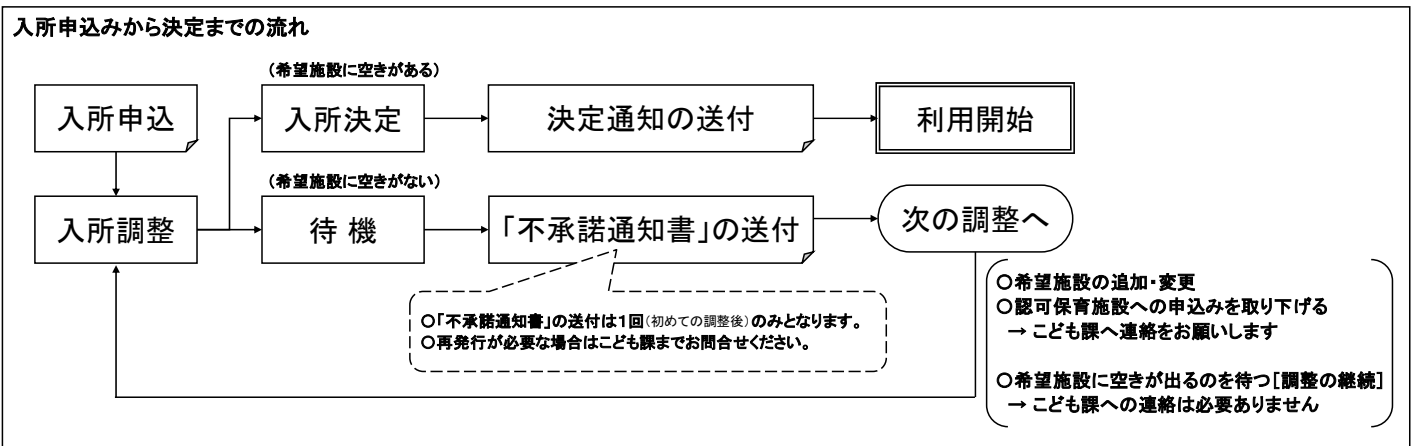 入所申込みから決定までの流れ
(希望施設に空きがある)
入所申込
入所決定
決定通知の送付
利用開始
(希望施設に空きがない)
入所調整
待 機
「不承諾通知書」の送付
次の調整へ
○「不承諾通知書」の送付は1回(初めての調整後)のみとなります。
○再発行が必要な場合はこども課までお問合せください。
○希望施設の追加・変更
○認可保育施設への申込みを取り下げる
→ こども課へ連絡をお願いします
○希望施設に空きが出るのを待つ[調整の継続]
→ こども課への連絡は必要ありません